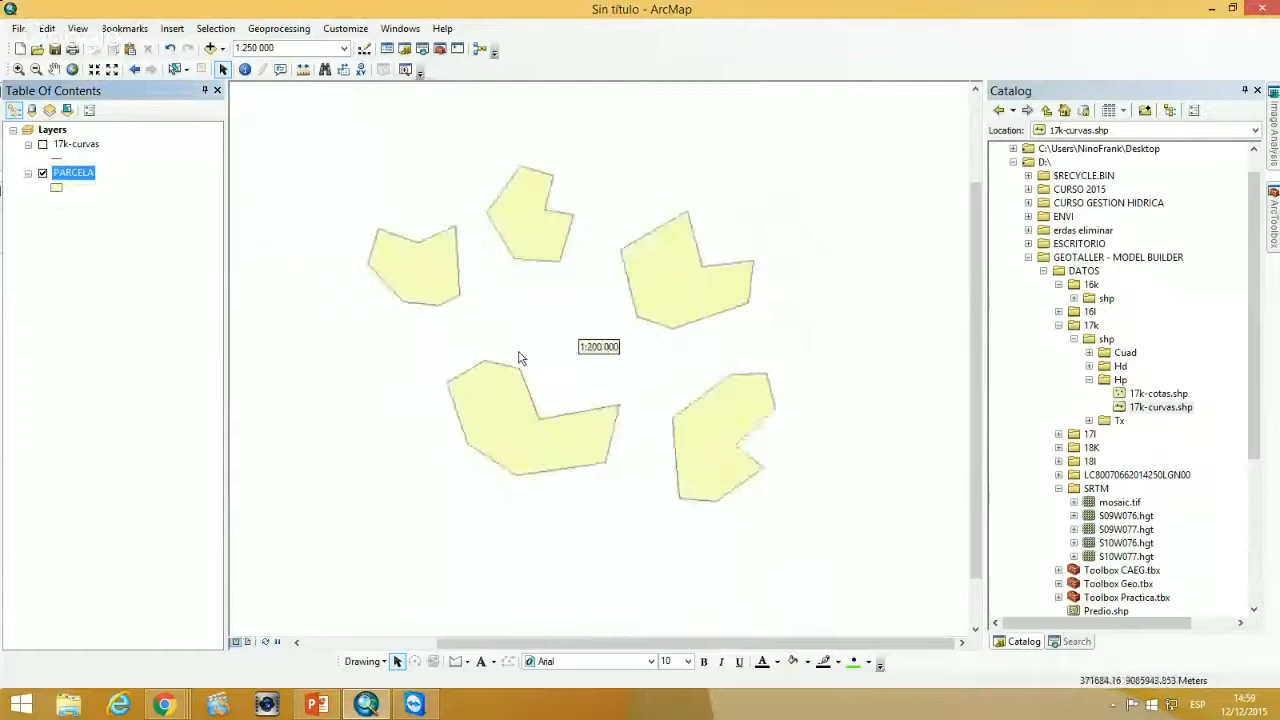 Sin título - ArcMap
File Edit View Bookmarks Insert Selection Geoprocessing Customize Windows Help
1:250 000
Table Of Contents
Layers
17k-curvas
PARCELA
1:200.000
Catalog
Location: 17k-curvas.shp
C:\Users\NinoFrank\Desktop
D:\
$RECYCLE.BIN
CURSO 2015
CURSO GESTION HIDRICA
ENVI
erdas eliminar
ESCRITORIO
GEOTALLER - MODEL BUILDER
DATOS
16k
shp
16l
17k
shp
Cuad
Hd
Hp
17k-cotas.shp
17k-curvas.shp
Tx
17l
18K
18l
LC80070662014250LGN00
SRTM
mosaic.tif
S09W076.hgt
S09W077.hgt
S10W076.hgt
S10W077.hgt
Toolbox CAEG.tbx
Toolbox Geo.tbx
Toolbox Practica.tbx
Predio.shp
Catalog Search
Image Analysis
ArcToolbox
Drawing A Arial 10 B I U A
371684.16 9085943.853 Meters
ESP
14:59
12/12/2015